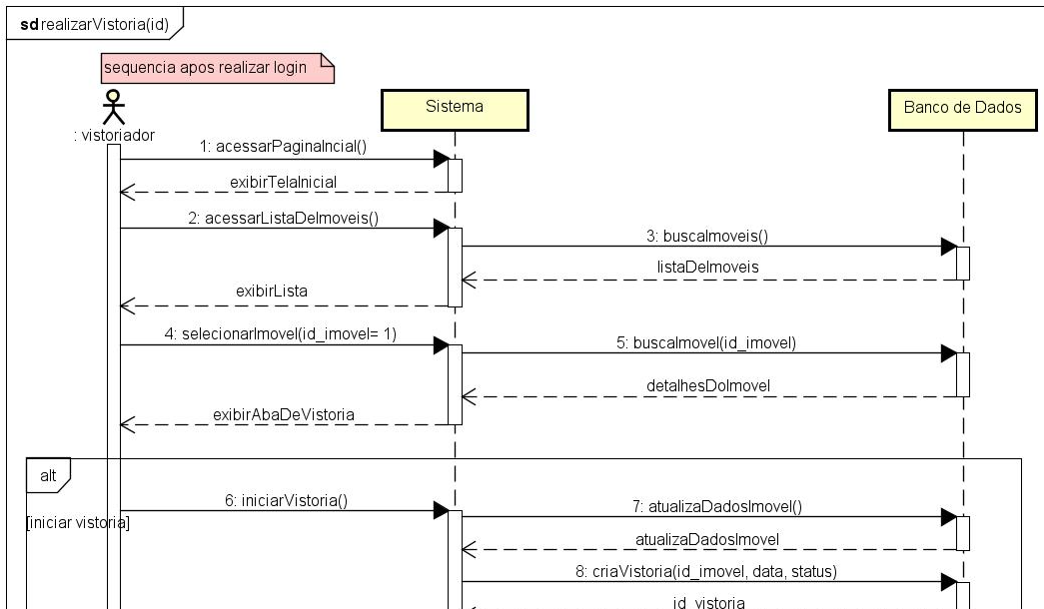 sd realizarVistoria(id)
sequencia apos realizar login
: vistoriador
Sistema
Banco de Dados
1: acessarPaginaIncial()
exibirTelaInicial
2: acessarListaDeImoveis()
3: buscaImoveis()
listaDeImoveis
exibirLista
4: selecionarImovel(id_imovel= 1)
5: buscaImovel(id_imovel)
detalhesDoImovel
exibirAbaDeVistoria
alt
6: iniciarVistoria()
[iniciar vistoria]
7: atualizaDadosImovel()
atualizaDadosImovel
8: criaVistoria(id_imovel, data, status)
id_vistoria